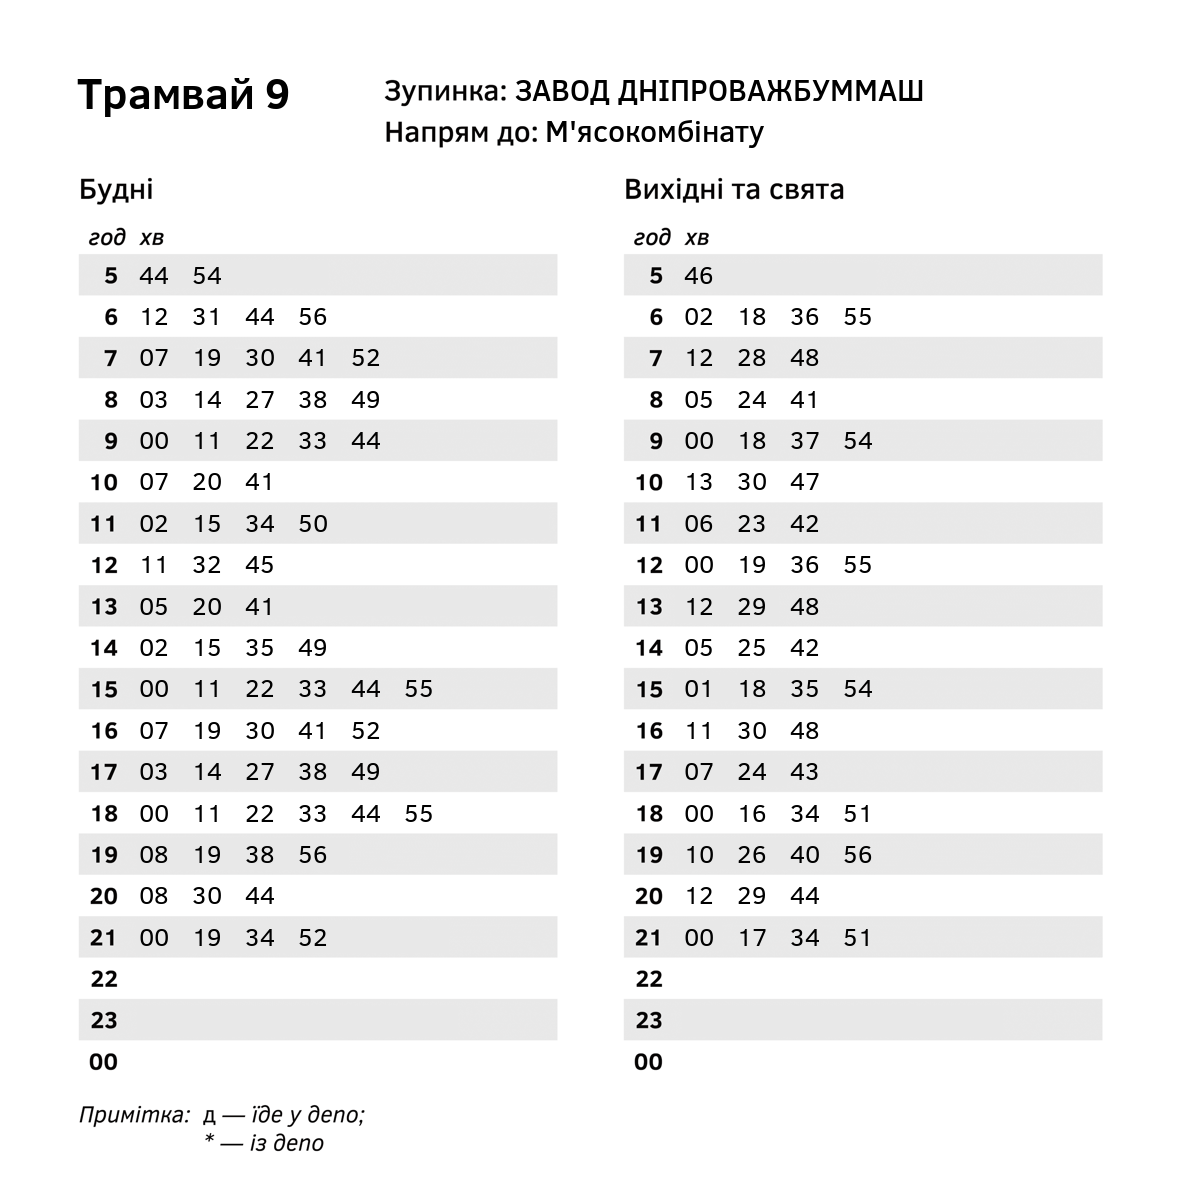 Трамвай 9
Зупинка: ЗАВОД ДНІПРОВАЖБУММАШ
Напрям до: М'ясокомбінату
Будні
год хв
5 44 54
6 12 31 44 56
7 07 19 30 41 52
8 03 14 27 38 49
9 00 11 22 33 44
10 07 20 41
11 02 15 34 50
12 11 32 45
13 05 20 41
14 02 15 35 49
15 00 11 22 33 44 55
16 07 19 30 41 52
17 03 14 27 38 49
18 00 11 22 33 44 55
19 08 19 38 56
20 08 30 44
21 00 19 34 52
22
23
00
Вихідні та свята
год хв
5 46
6 02 18 36 55
7 12 28 48
8 05 24 41
9 00 18 37 54
10 13 30 47
11 06 23 42
12 00 19 36 55
13 12 29 48
14 05 25 42
15 01 18 35 54
16 11 30 48
17 07 24 43
18 00 16 34 51
19 10 26 40 56
20 12 29 44
21 00 17 34 51
22
23
00
Примітка: д — їде у депо;
* — із депо